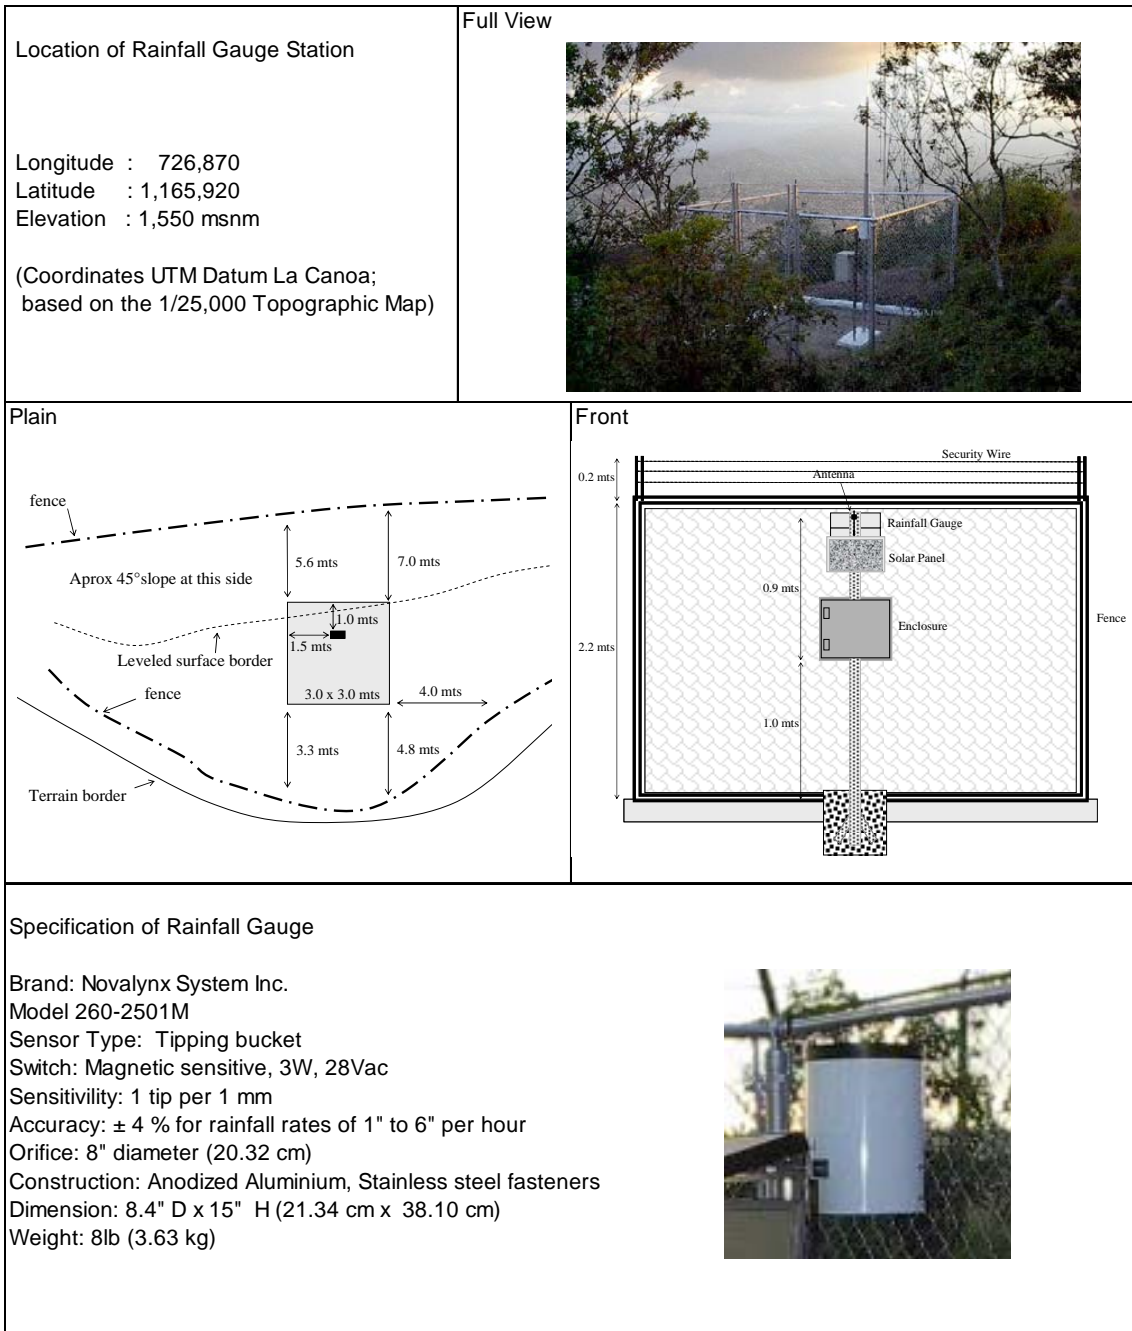 Location of Rainfall Gauge Station
Longitude : 726,870
Latitude : 1,165,920
Elevation : 1,550 msnm
(Coordinates UTM Datum La Canoa;
based on the 1/25,000 Topographic Map)
Full View
Plain
fence
5.6 mts
7.0 mts
Aprox 45°slope at this side
1.0 mts
1.5 mts
Leveled surface border
fence
3.0 x 3.0 mts
4.0 mts
3.3 mts
4.8 mts
Terrain border
Front
Security Wire
0.2 mts
Antenna
Rainfall Gauge
Solar Panel
0.9 mts
Enclosure
Fence
2.2 mts
1.0 mts
Specification of Rainfall Gauge
Brand: Novalynx System Inc.
Model 260-2501M
Sensor Type: Tipping bucket
Switch: Magnetic sensitive, 3W, 28Vac
Sensitivility: 1 tip per 1 mm
Accuracy: ± 4 % for rainfall rates of 1" to 6" per hour
Orifice: 8" diameter (20.32 cm)
Construction: Anodized Aluminium, Stainless steel fasteners
Dimension: 8.4" D x 15" H (21.34 cm x 38.10 cm)
Weight: 8lb (3.63 kg)